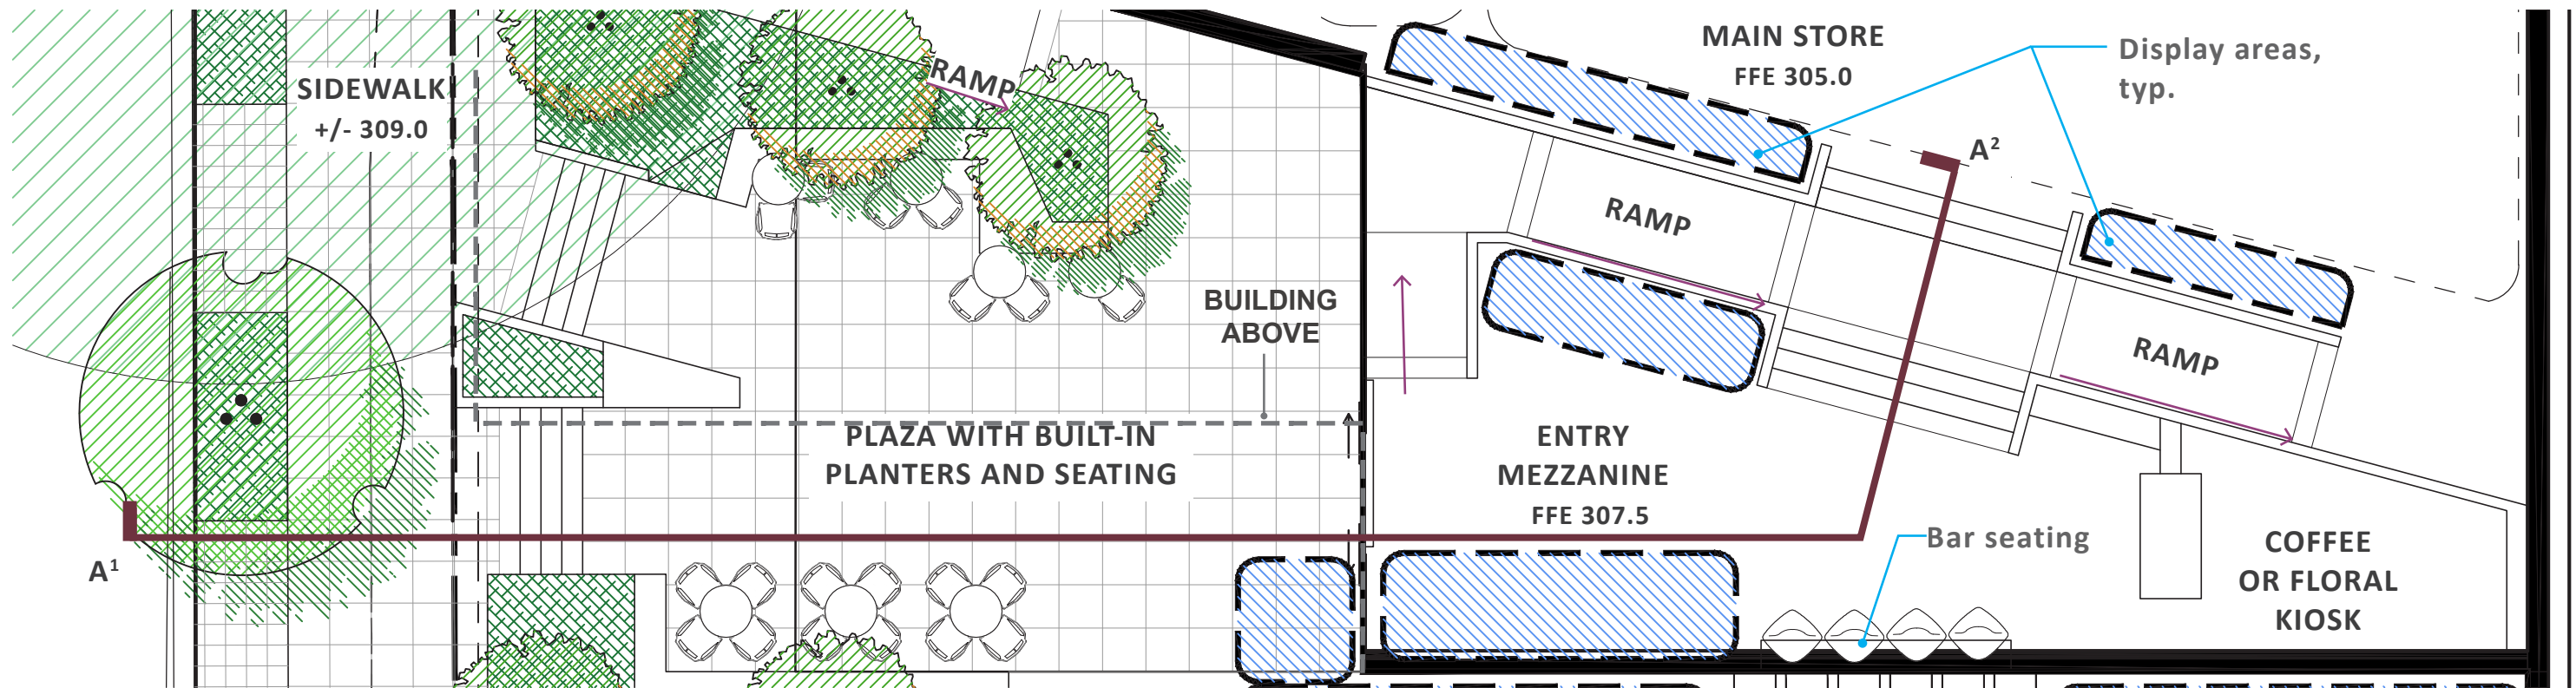 SIDEWALK
+/- 309.0
RAMP
MAIN STORE
FFE 305.0
Display areas,
typ.
A²
RAMP
BUILDING
ABOVE
RAMP
PLAZA WITH BUILT-IN
PLANTERS AND SEATING
ENTRY
MEZZANINE
FFE 307.5
A¹
Bar seating
COFFEE
OR FLORAL
KIOSK